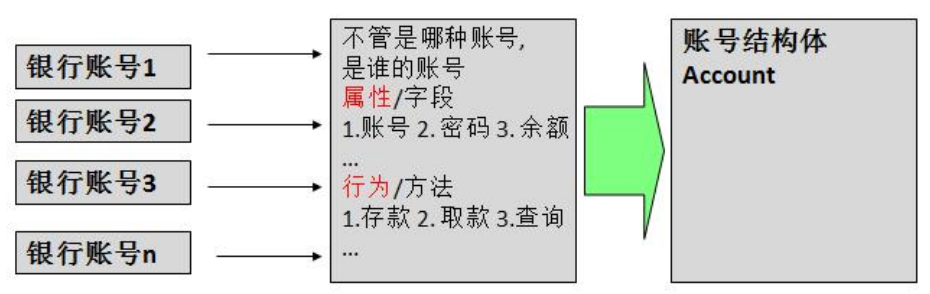 银行账号1
银行账号2
银行账号3
银行账号n
不管是哪种账号,
是谁的账号
属性/字段
1.账号 2. 密码 3. 余额
...
行为/方法
1.存款 2. 取款 3.查询
...
账号结构体
Account